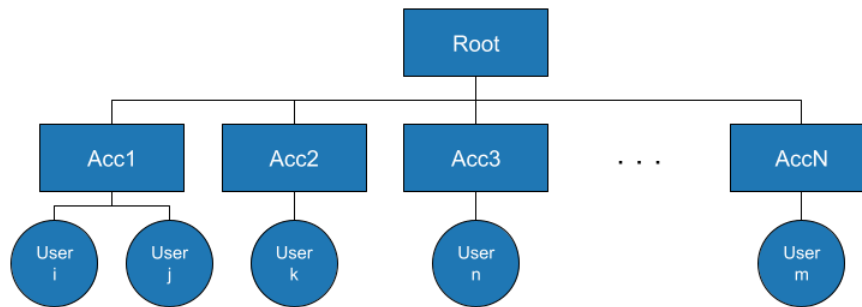 Root
Acc1
Acc2
Acc3
. . .
AccN
User
i
User
j
User
k
User
n
User
m